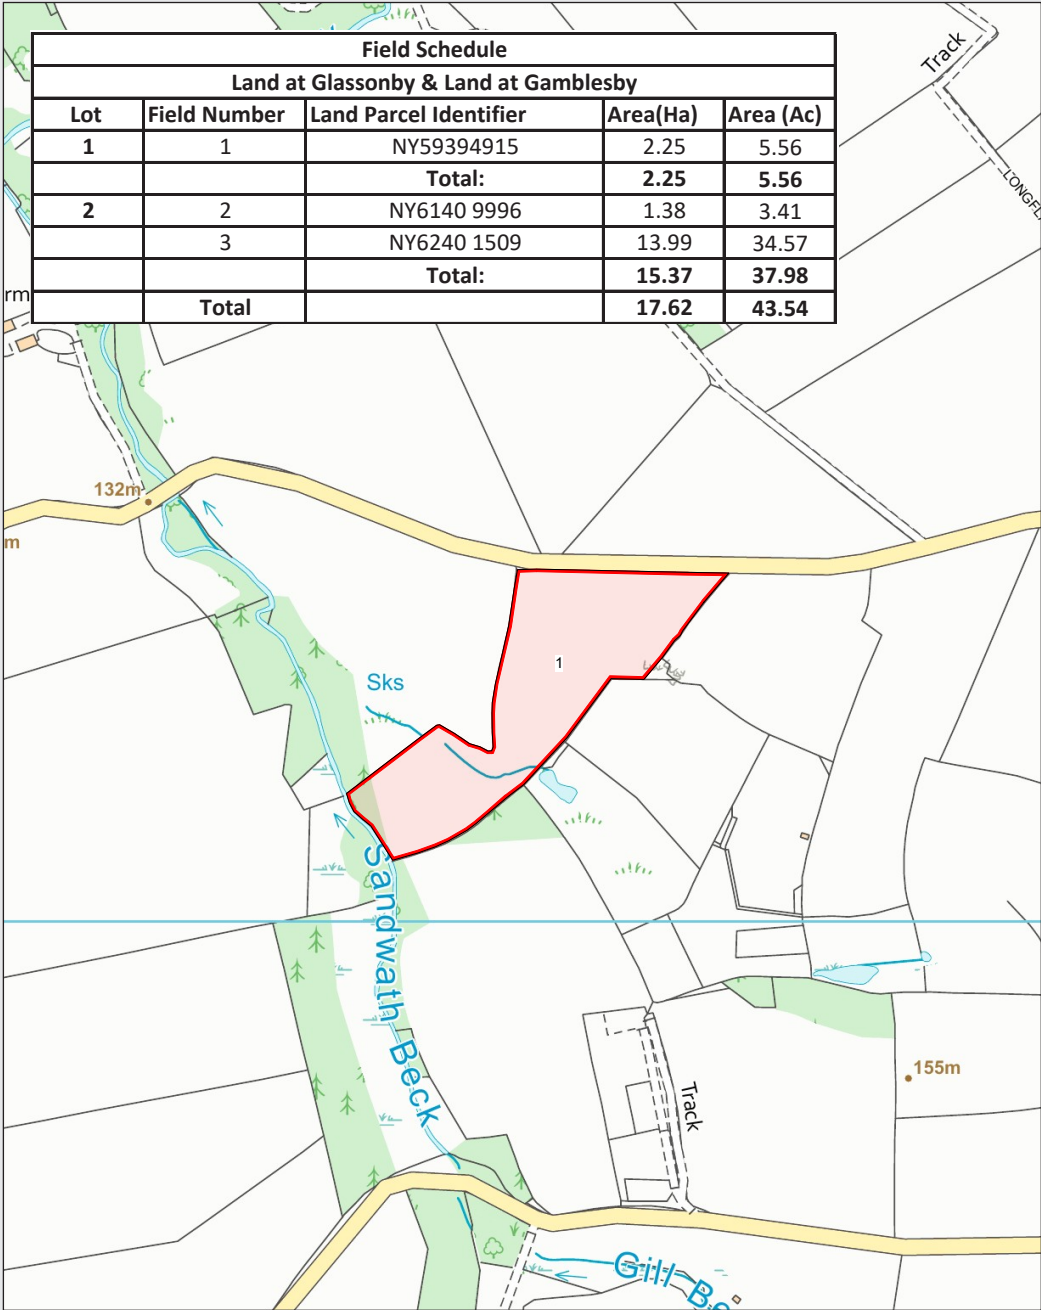 Field Schedule
Land at Glassonby & Land at Gamblesby
Lot Field Number Land Parcel Identifier Area(Ha) Area (Ac)
1 1 NY59394915 2.25 5.56
Total: 2.25 5.56
2 2 NY6140 9996 1.38 3.41
3 NY6240 1509 13.99 34.57
Total: 15.37 37.98
Total 17.62 43.54
Track
rm
132m
m
1
Sks
Sandwath Beck
155m
Track
Gill